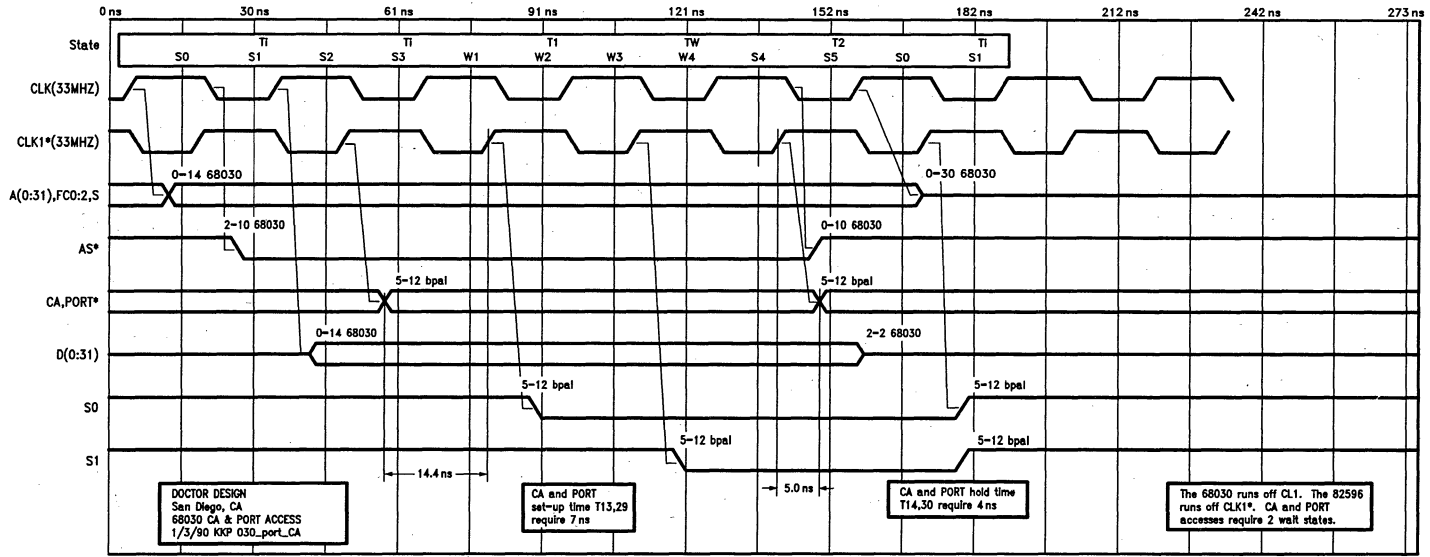 0 ns 30 ns 61 ns 91 ns 121 ns 152 ns 182 ns 212 ns 242 ns 273 ns
State Ti Ti T1 TW T2 Ti
S0 S1 S2 S3 W1 W2 W3 W4 S4 S5 S0 S1
CLK(33MHZ)
CLK1*(33MHZ)
0-14 68030 0-30 68030
A(0:31),FC0:2,S
2-10 68030 0-10 68030
AS*
5-12 bpal 5-12 bpal
CA,PORT*
0-14 68030 2-2 68030
D(0:31)
5-12 bpal 5-12 bpal
S0
5-12 bpal 5-12 bpal
S1
14.4 ns 5.0 ns
DOCTOR DESIGN
San Diego, CA
68030 CA & PORT ACCESS
1/3/90 KKP 030_port_CA
CA and PORT
set-up time T13,29
require 7 ns
CA and PORT hold time
T14,30 require 4 ns
The 68030 runs off CL1. The 82596
runs off CLK1*. CA and PORT
accesses require 2 wait states.